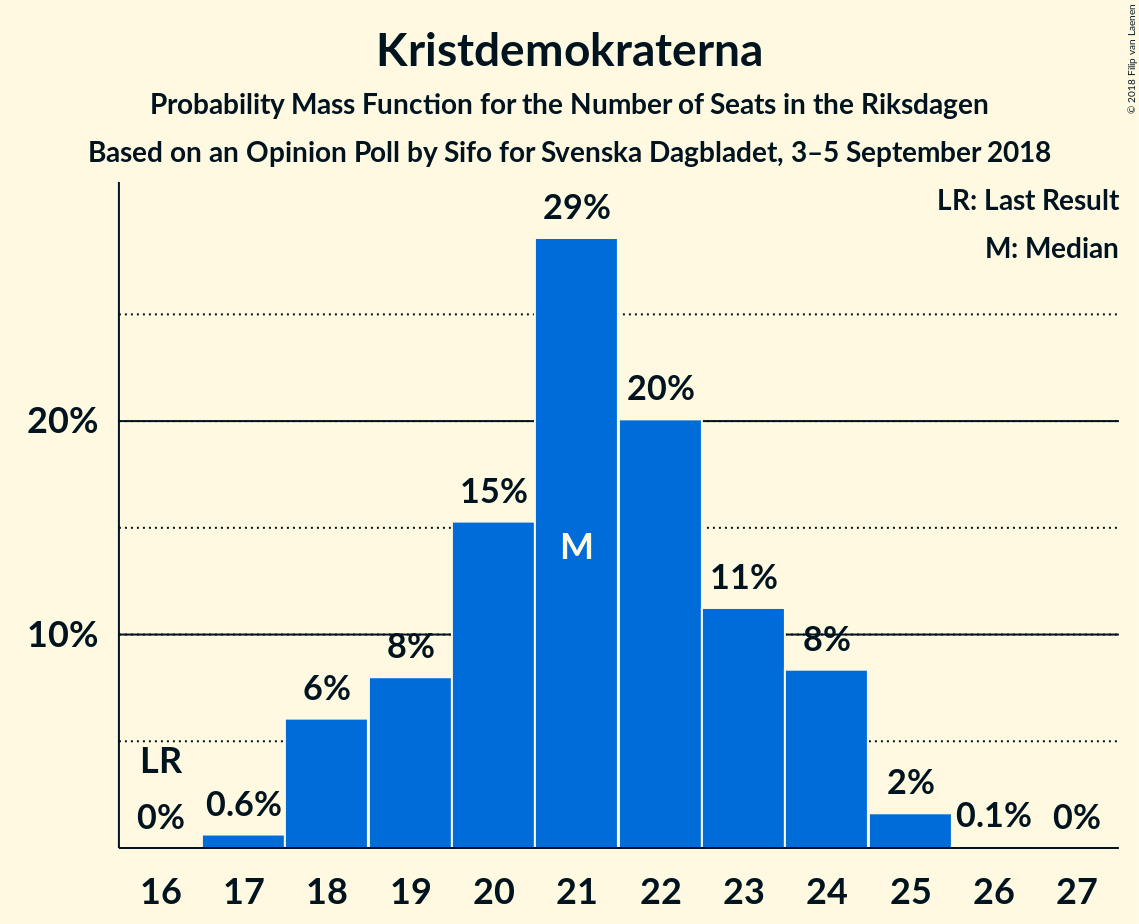 Kristdemokraterna
Probability Mass Function for the Number of Seats in the Riksdagen
Based on an Opinion Poll by Sifo for Svenska Dagbladet, 3–5 September 2018
© 2018 Filip van Laenen
LR: Last Result
M: Median
29%
20%
20%
15%
M
11%
10%
8%
8%
6%
LR
2%
0.6%
0%
0.1%
0%
16 17 18 19 20 21 22 23 24 25 26 27